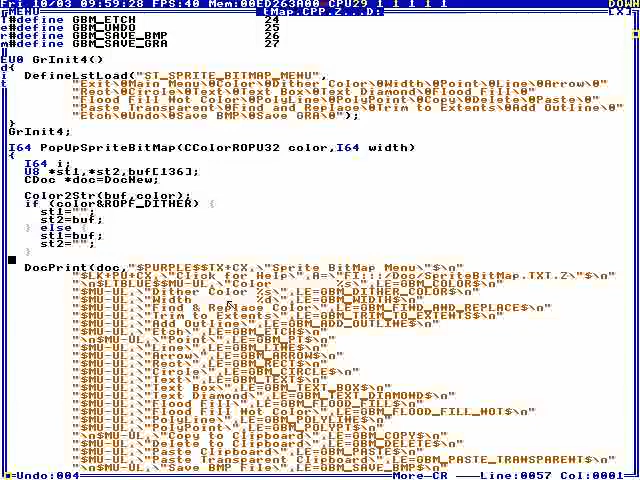 Fri 10/03 09:59:28 FPS:40 Mem:00ED263A00 CPU29 1 1 1 1 1 DOWN
MENU [Map.CPP.Z...D: [X]
#define GBM_ETCH 24
#define GBM_UNDO 25
#define GBM_SAVE_BMP 26
#define GBM_SAVE_GRA 27
EU0 GrInit4()
{
DefineLstLoad("ST_SPRITE_BITMAP_MENU",
"Exit\0Main Menu\0Color\0Dither Color\0Width\0Point\0Line\0Arrow\0"
"Rect\0Circle\0Text\0Text Box\0Text Diamond\0Flood Fill\0"
"Flood Fill Not Color\0PolyLine\0PolyPoint\0Copy\0Delete\0Paste\0"
"Paste Transparent\0Find and Replace\0Trim to Extents\0Add Outline\0"
"Etch\0Undo\0Save BMP\0Save GRA\0");
}
GrInit4;
I64 PopUpSpriteBitMap(CColorROPU32 color,I64 width)
{
I64 i;
U8 *st1,*st2,buf[136];
CDoc *doc=DocNew;
Color2Str(buf,color);
if (color&ROPF_DITHER) {
st1="";
st2=buf;
} else {
st1=buf;
st2="";
}
DocPrint(doc,"$PURPLE$$TX+CX,\"Sprite BitMap Menu\"$\n"
"$LK+PU+CX,\"Click for Help\",A=\"FI:::/Doc/SpriteBitMap.TXT.Z\"$\n"
"\n$LTBLUE$$MU-UL,\"Color %s\",LE=GBM_COLOR$\n"
"$MU-UL,\"Dither Color %s\",LE=GBM_DITHER_COLOR$\n"
"$MU-UL,\"Width %d\",LE=GBM_WIDTH$\n"
"$MU-UL,\"Find & Replace Color\",LE=GBM_FIND_AND_REPLACE$\n"
"$MU-UL,\"Trim to Extents\",LE=GBM_TRIM_TO_EXTENTS$\n"
"$MU-UL,\"Add Outline\",LE=GBM_ADD_OUTLINE$\n"
"$MU-UL,\"Etch\",LE=GBM_ETCH$\n"
"\n$MU-UL,\"Point\",LE=GBM_PT$\n"
"$MU-UL,\"Line\",LE=GBM_LINE$\n"
"$MU-UL,\"Arrow\",LE=GBM_ARROW$\n"
"$MU-UL,\"Rect\",LE=GBM_RECT$\n"
"$MU-UL,\"Circle\",LE=GBM_CIRCLE$\n"
"$MU-UL,\"Text\",LE=GBM_TEXT$\n"
"$MU-UL,\"Text Box\",LE=GBM_TEXT_BOX$\n"
"$MU-UL,\"Text Diamond\",LE=GBM_TEXT_DIAMOND$\n"
"$MU-UL,\"Flood Fill\",LE=GBM_FLOOD_FILL$\n"
"$MU-UL,\"Flood Fill Not Color\",LE=GBM_FLOOD_FILL_NOT$\n"
"$MU-UL,\"PolyLine\",LE=GBM_POLYLINE$\n"
"$MU-UL,\"PolyPoint\",LE=GBM_POLYPT$\n"
"\n$MU-UL,\"Copy to Clipboard\",LE=GBM_COPY$\n"
"$MU-UL,\"Delete to Clipboard\",LE=GBM_DELETE$\n"
"$MU-UL,\"Paste Clipboard\",LE=GBM_PASTE$\n"
"$MU-UL,\"Paste Transparent Clipboard\",LE=GBM_PASTE_TRANSPARENT$\n"
"\n$MU-UL,\"Save BMP File\",LE=GBM_SAVE_BMP$\n"
Undo:004 More-CR Line:0057 Col:0001